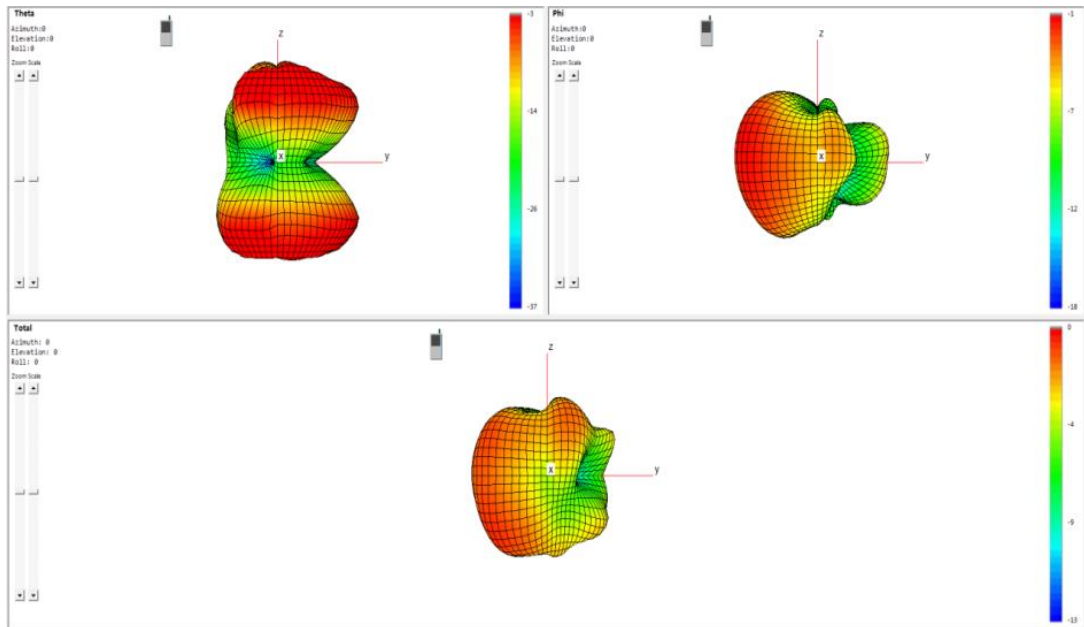 Theta
Azimuth:0
Elevation:0
Roll:0
Zoom Scale
z
x
y
-3
-14
-26
-37
Phi
Azimuth:0
Elevation:0
Roll:0
Zoom Scale
z
x
y
-1
-7
-12
-18
Total
Azimuth: 0
Elevation: 0
Roll: 0
Zoom Scale
z
x
y
0
-4
-9
-13